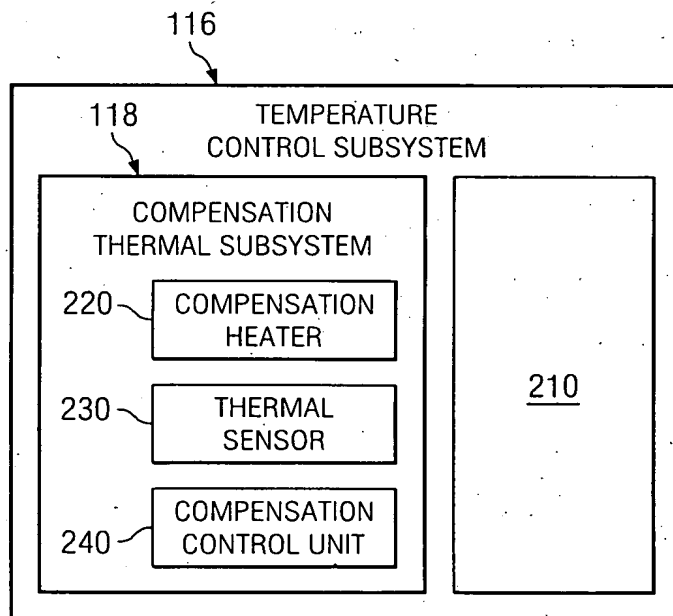 116
TEMPERATURE
CONTROL SUBSYSTEM
118
COMPENSATION
THERMAL SUBSYSTEM
220
COMPENSATION
HEATER
230
THERMAL
SENSOR
240
COMPENSATION
CONTROL UNIT
210